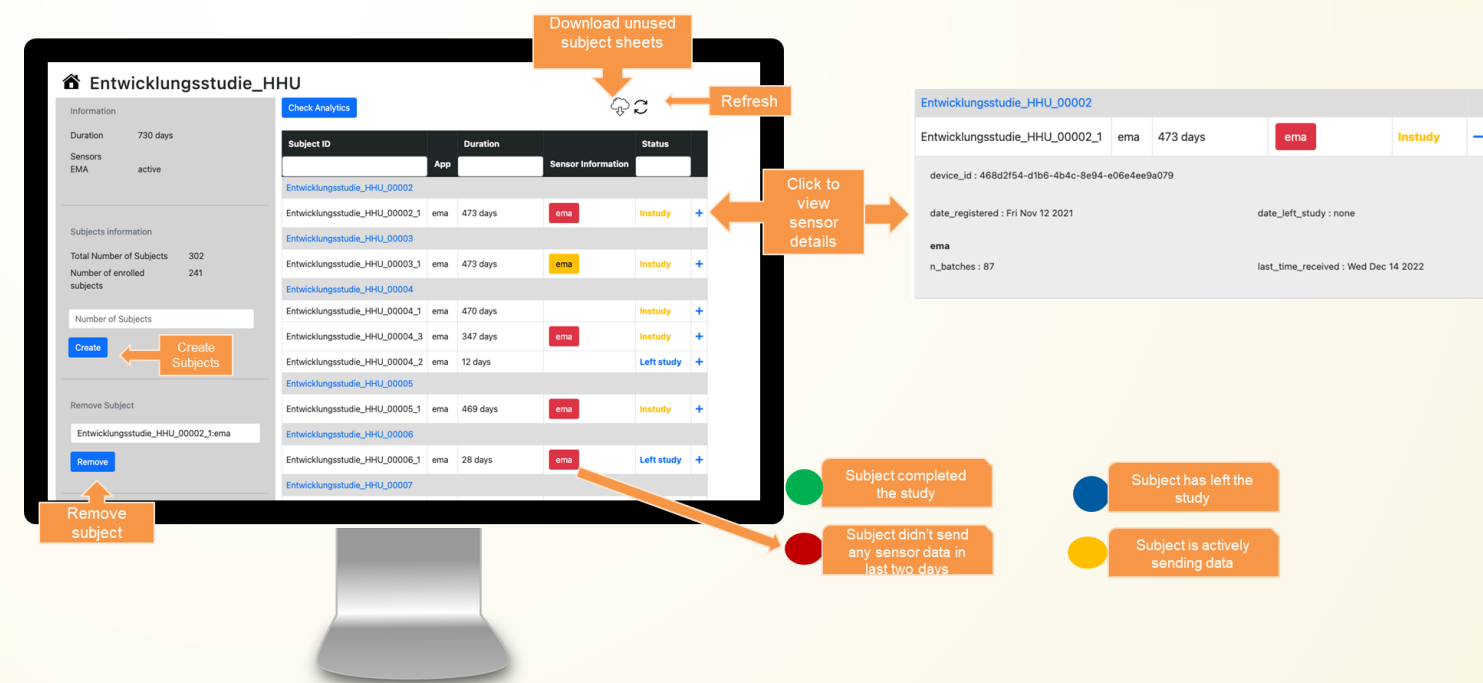 Download unused
subject sheets
Entwicklungsstudie_HHU
Information
Duration 730 days
Sensors
EMA active
Subjects information
Total Number of Subjects 302
Number of enrolled 241
subjects
Number of Subjects
Create
Create
Subjects
Remove Subject
Entwicklungsstudie_HHU_00002_1:ema
Remove
Remove
subject
Check Analytics
Refresh
Subject ID App Duration Sensor Information Status
Entwicklungsstudie_HHU_00002
Entwicklungsstudie_HHU_00002_1 ema 473 days ema Instudy +
Entwicklungsstudie_HHU_00003
Entwicklungsstudie_HHU_00003_1 ema 473 days ema Instudy +
Entwicklungsstudie_HHU_00004
Entwicklungsstudie_HHU_00004_1 ema 470 days Instudy +
Entwicklungsstudie_HHU_00004_3 ema 347 days ema Instudy +
Entwicklungsstudie_HHU_00004_2 ema 12 days Left study +
Entwicklungsstudie_HHU_00005
Entwicklungsstudie_HHU_00005_1 ema 469 days ema Instudy +
Entwicklungsstudie_HHU_00006
Entwicklungsstudie_HHU_00006_1 ema 28 days ema Left study +
Entwicklungsstudie_HHU_00007
Click to
view
sensor
details
Entwicklungsstudie_HHU_00002
Entwicklungsstudie_HHU_00002_1 ema 473 days ema Instudy −
device_id : 468d2f54-d1b6-4b4c-8e94-e06e4ee9a079
date_registered : Fri Nov 12 2021 date_left_study : none
ema
n_batches : 87 last_time_received : Wed Dec 14 2022
Subject completed
the study
Subject has left the
study
Subject didn't send
any sensor data in
last two days
Subject is actively
sending data